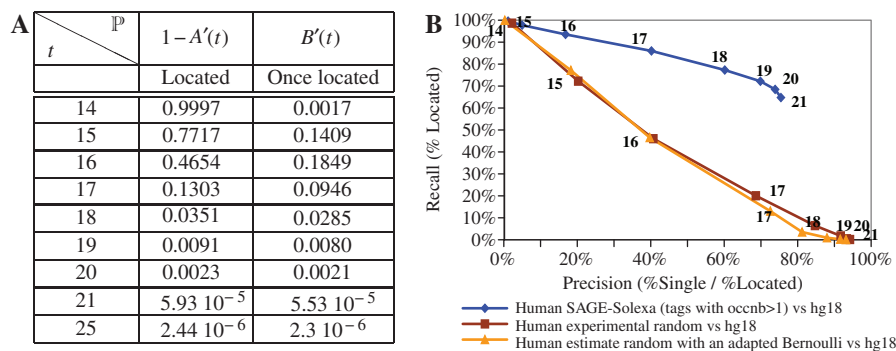 A
t ℙ 1 – A′(t) B′(t)
Located Once located
14 0.9997 0.0017
15 0.7717 0.1409
16 0.4654 0.1849
17 0.1303 0.0946
18 0.0351 0.0285
19 0.0091 0.0080
20 0.0023 0.0021
21 5.93 10⁻⁵ 5.53 10⁻⁵
25 2.44 10⁻⁶ 2.3 10⁻⁶
B
Recall (% Located)
100%
90%
80%
70%
60%
50%
40%
30%
20%
10%
0%
14 15 16 17 18 19 20 21
15 16 17 17 18 19 20 21
0% 20% 40% 60% 80% 100%
Precision (%Single / %Located)
Human SAGE-Solexa (tags with occnb>1) vs hg18
Human experimental random vs hg18
Human estimate random with an adapted Bernoulli vs hg18